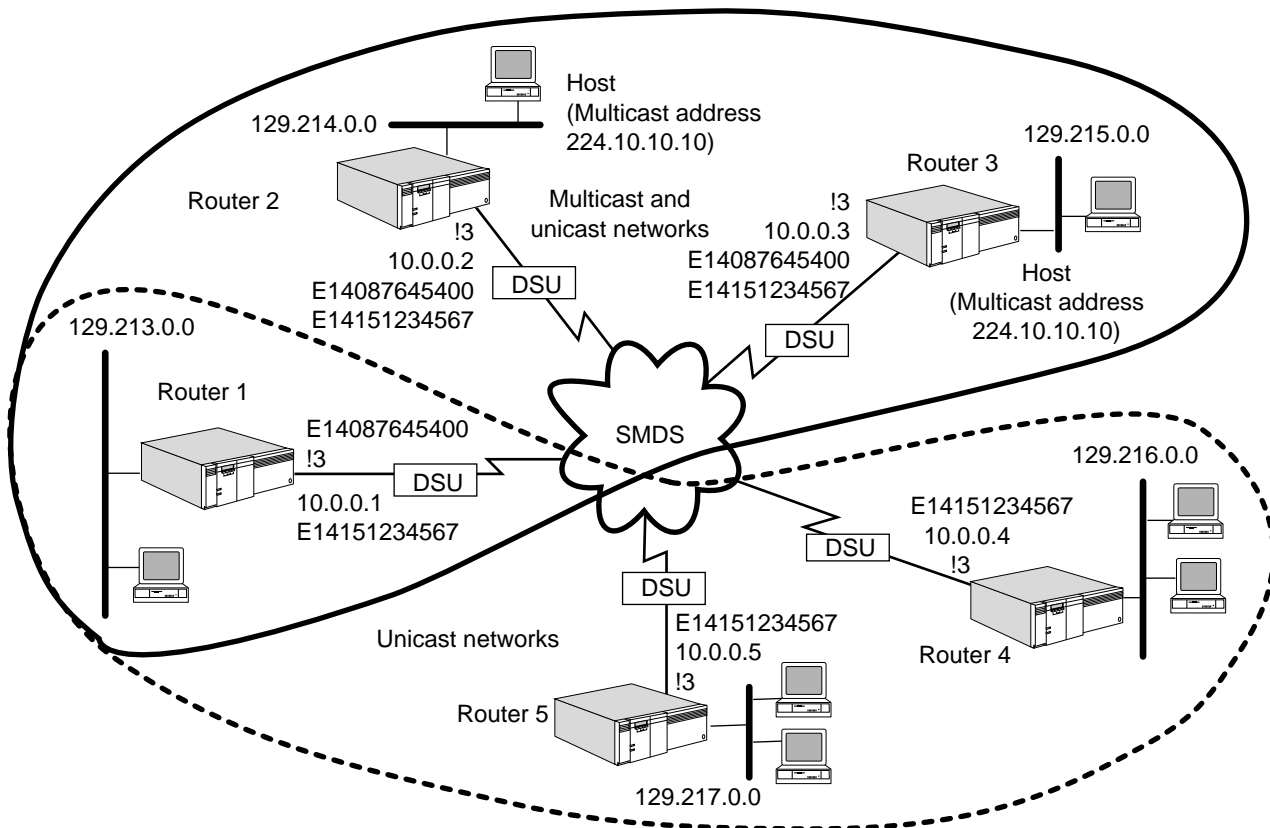 Host
(Multicast address
224.10.10.10)
129.214.0.0
Router 2
Multicast and
unicast networks
!3
10.0.0.2
E14087645400
E14151234567
DSU
129.215.0.0
Router 3
!3
10.0.0.3
E14087645400
E14151234567
DSU
Host
(Multicast address
224.10.10.10)
129.213.0.0
Router 1
E14087645400
!3
10.0.0.1
E14151234567
DSU
SMDS
129.216.0.0
E14151234567
10.0.0.4
!3
DSU
Router 4
DSU
Unicast networks
E14151234567
10.0.0.5
!3
Router 5
129.217.0.0